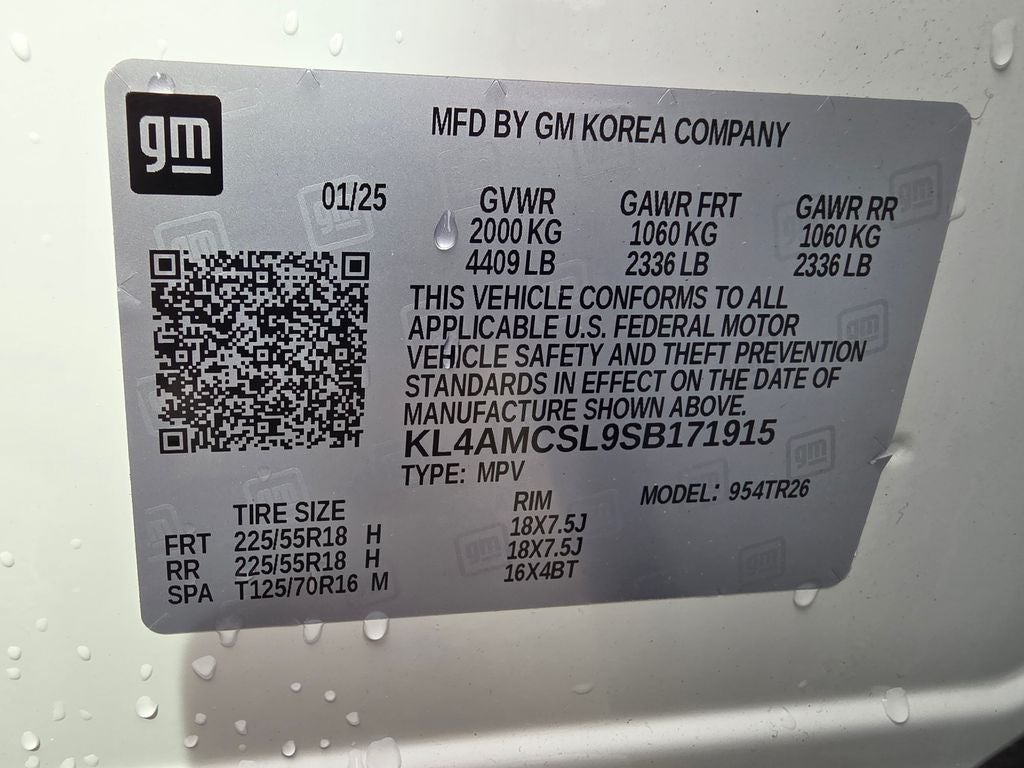 gm
MFD BY GM KOREA COMPANY
01/25
GVWR GAWR FRT GAWR RR
2000 KG 1060 KG 1060 KG
4409 LB 2336 LB 2336 LB
THIS VEHICLE CONFORMS TO ALL
APPLICABLE U.S. FEDERAL MOTOR
VEHICLE SAFETY AND THEFT PREVENTION
STANDARDS IN EFFECT ON THE DATE OF
MANUFACTURE SHOWN ABOVE.
KL4AMCSL9SB171915
TYPE: MPV
MODEL: 954TR26
TIRE SIZE RIM
FRT 225/55R18 H 18X7.5J
RR 225/55R18 H 18X7.5J
SPA T125/70R16 M 16X4BT